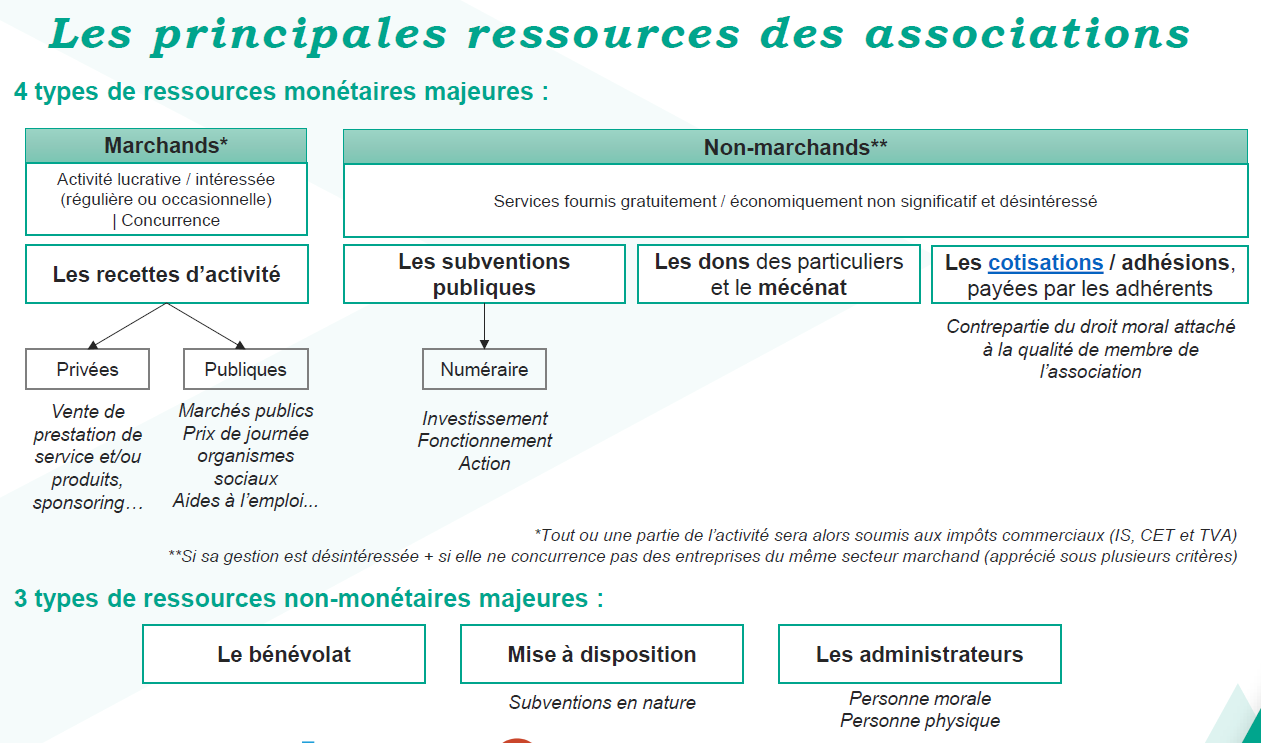 Les principales ressources des associations
4 types de ressources monétaires majeures :
Marchands*
Activité lucrative / intéressée
(régulière ou occasionnelle)
| Concurrence
Non-marchands**
Services fournis gratuitement / économiquement non significatif et désintéressé
Les recettes d'activité
Les subventions
publiques
Les dons des particuliers
et le mécénat
Les cotisations / adhésions,
payées par les adhérents
Contrepartie du droit moral attaché
à la qualité de membre de
l'association
Privées
Vente de
prestation de
service et/ou
produits,
sponsoring…
Publiques
Marchés publics
Prix de journée
organismes
sociaux
Aides à l'emploi...
Numéraire
Investissement
Fonctionnement
Action
*Tout ou une partie de l'activité sera alors soumis aux impôts commerciaux (IS, CET et TVA)
**Si sa gestion est désintéressée + si elle ne concurrence pas des entreprises du même secteur marchand (apprécié sous plusieurs critères)
3 types de ressources non-monétaires majeures :
Le bénévolat
Mise à disposition
Subventions en nature
Les administrateurs
Personne morale
Personne physique